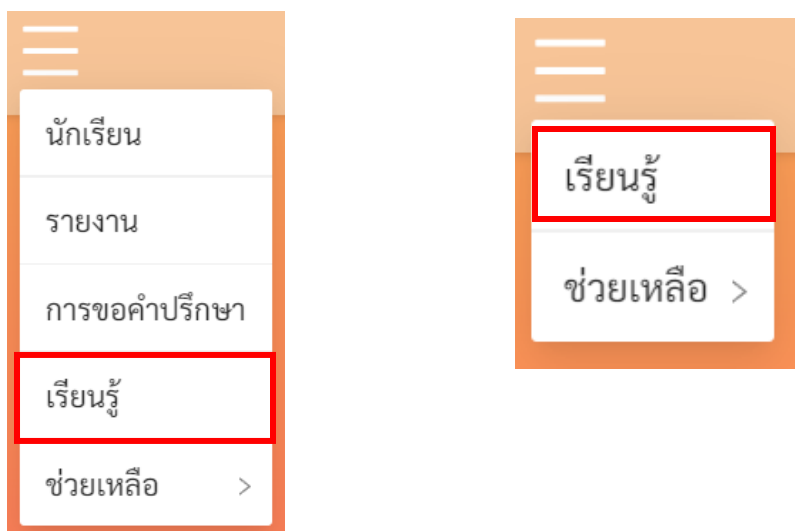 นักเรียน
รายงาน
การขอคำปรึกษา
เรียนรู้
ช่วยเหลือ >
เรียนรู้
ช่วยเหลือ >